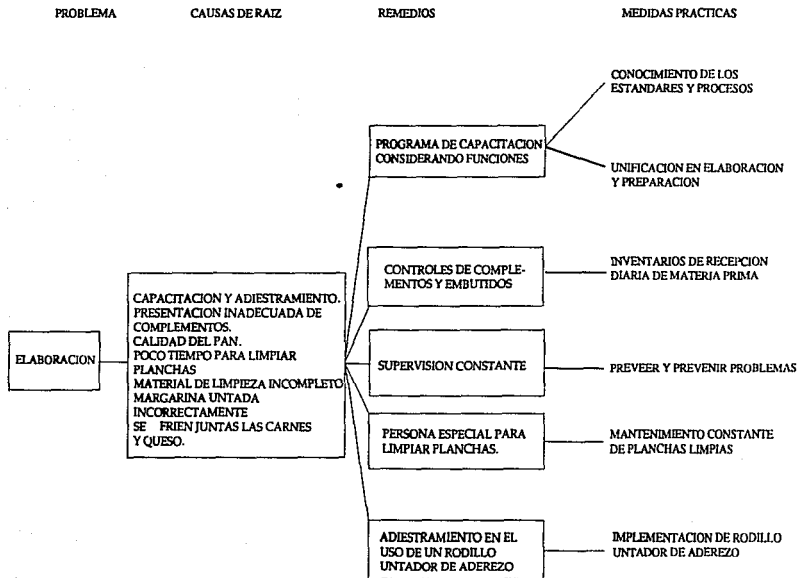 PROBLEMA CAUSAS DE RAIZ REMEDIOS MEDIDAS PRACTICAS
ELABORACION
CAPACITACION Y ADIESTRAMIENTO.
PRESENTACION INADECUADA DE
COMPLEMENTOS.
CALIDAD DEL PAN.
POCO TIEMPO PARA LIMPIAR
PLANCHAS
MATERIAL DE LIMPIEZA INCOMPLETO
MARGARINA UNTADA
INCORRECTAMENTE
SE FRIEN JUNTAS LAS CARNES
Y QUESO.
PROGRAMA DE CAPACITACION
CONSIDERANDO FUNCIONES
CONOCIMIENTO DE LOS
ESTANDARES Y PROCESOS
UNIFICACION EN ELABORACION
Y PREPARACION
CONTROLES DE COMPLE-
MENTOS Y EMBUTIDOS
INVENTARIOS DE RECEPCION
DIARIA DE MATERIA PRIMA
SUPERVISION CONSTANTE
PREVEER Y PREVENIR PROBLEMAS
PERSONA ESPECIAL PARA
LIMPIAR PLANCHAS.
MANTENIMIENTO CONSTANTE
DE PLANCHAS LIMPIAS
ADIESTRAMIENTO EN EL
USO DE UN RODILLO
UNTADOR DE ADEREZO
IMPLEMENTACION DE RODILLO
UNTADOR DE ADEREZO